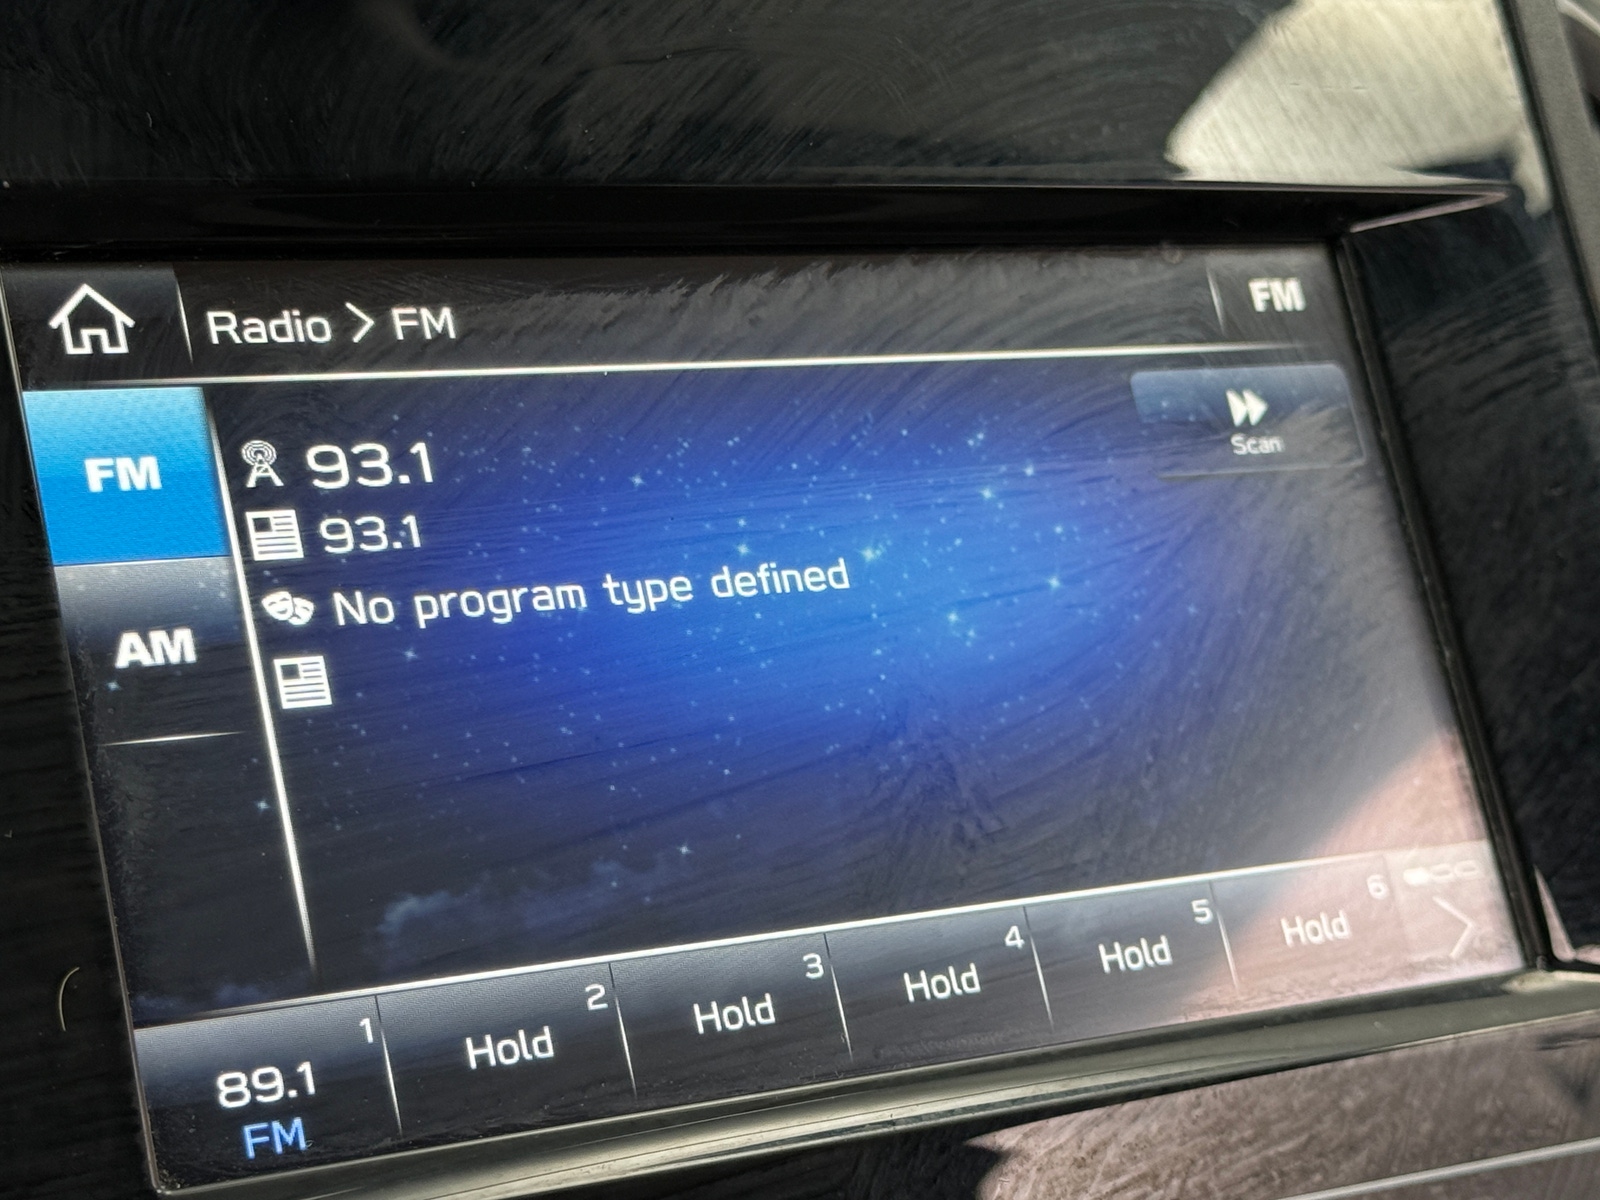 Radio > FM
FM
FM
93.1
Scan
93.1
No program type defined
AM
1
89.1
FM
2
Hold
3
Hold
4
Hold
5
Hold
6
Hold